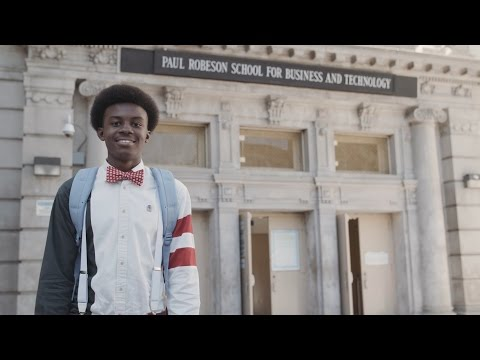 PAUL ROBESON SCHOOL FOR BUSINESS AND TECHNOLOGY